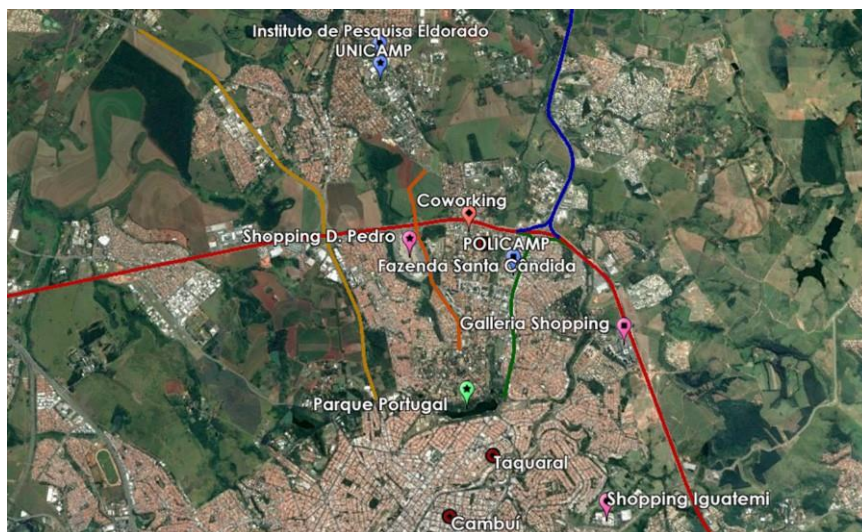 Instituto de Pesquisa Eldorado
UNICAMP
Coworking
Shopping D. Pedro
POLICAMP
Fazenda Santa Cândida
Galleria Shopping
Parque Portugal
Taquaral
Shopping Iguatemi
Cambuí